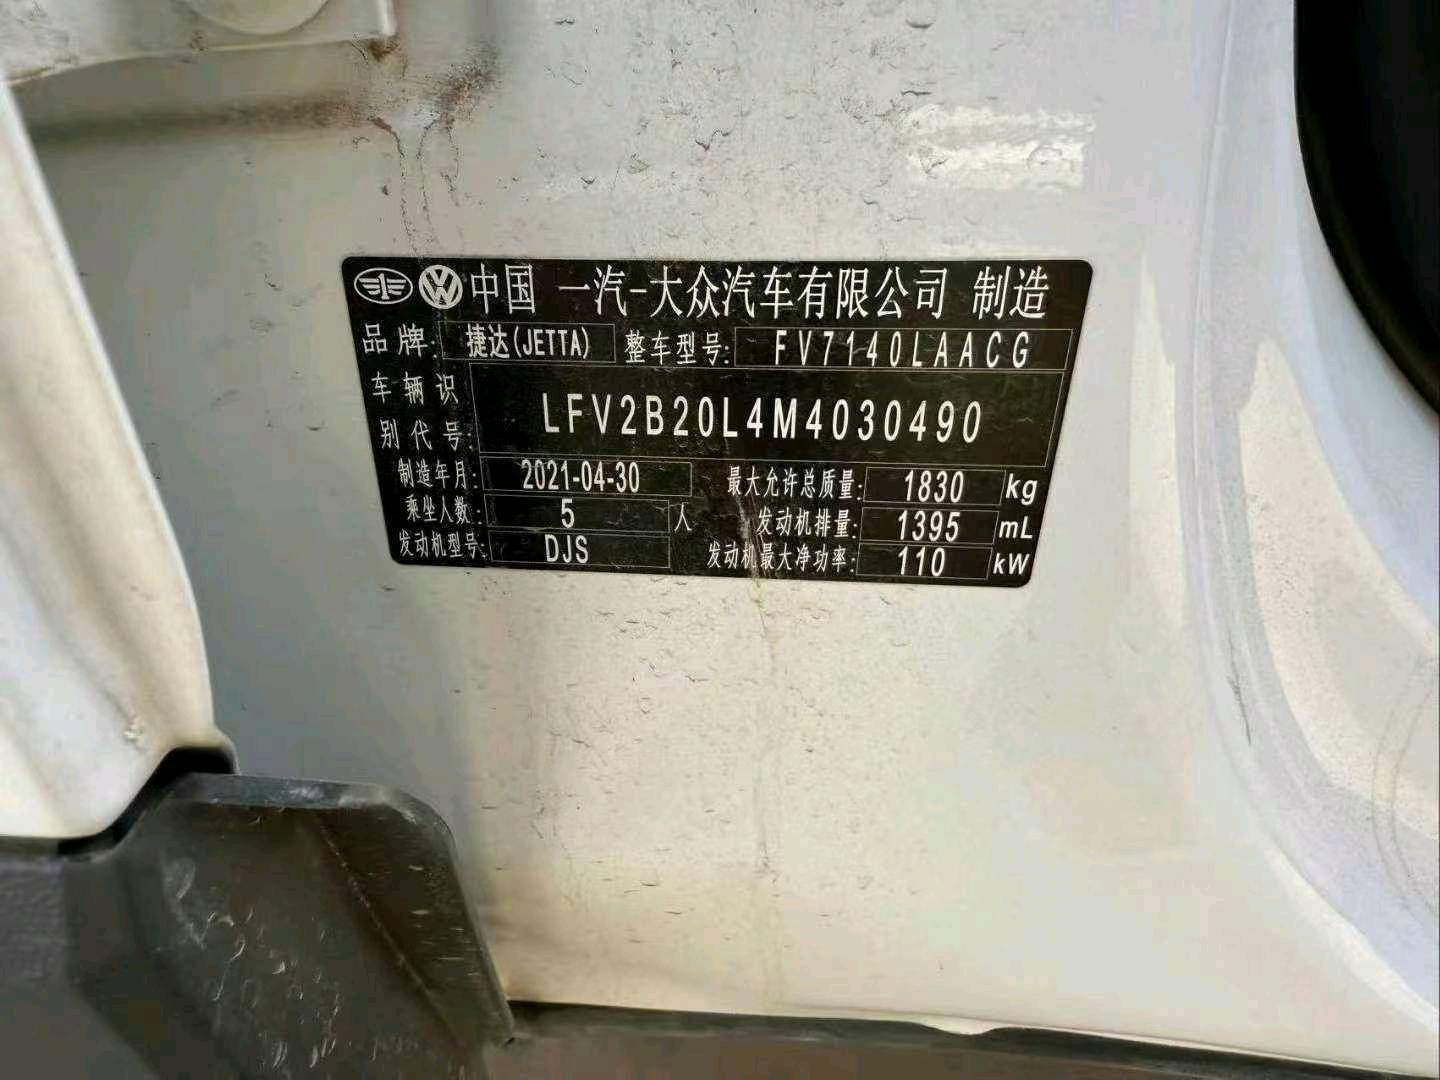 中国 一汽-大众汽车有限公司 制造
品牌: 捷达(JETTA) 整车型号: FV7140LAACG
车辆识别代号: LFV2B20L4M4030490
制造年月: 2021-04-30 最大允许总质量: 1830 kg
乘坐人数: 5 人 发动机排量: 1395 mL
发动机型号: DJS 发动机最大净功率: 110 kW